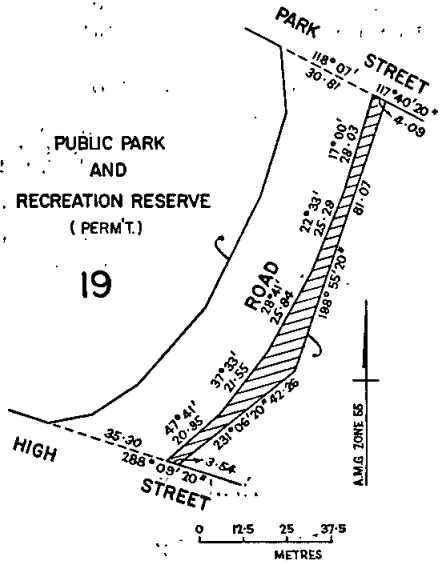 PARK STREET
118°07'
30·81
117°40'20"
4·09
PUBLIC PARK
AND
RECREATION RESERVE
(PERM'T.)
19
17°00'
28·03
22°33'
25·29
81·07
188°55'20"
ROAD
28°41'
25·84
37°33'
21·55
47°41'
20·95
231°06'20" 42·26
HIGH STREET
35·30
288°09'20"
3·54
A.M.G ZONE 55
0 12·5 25 37·5
METRES